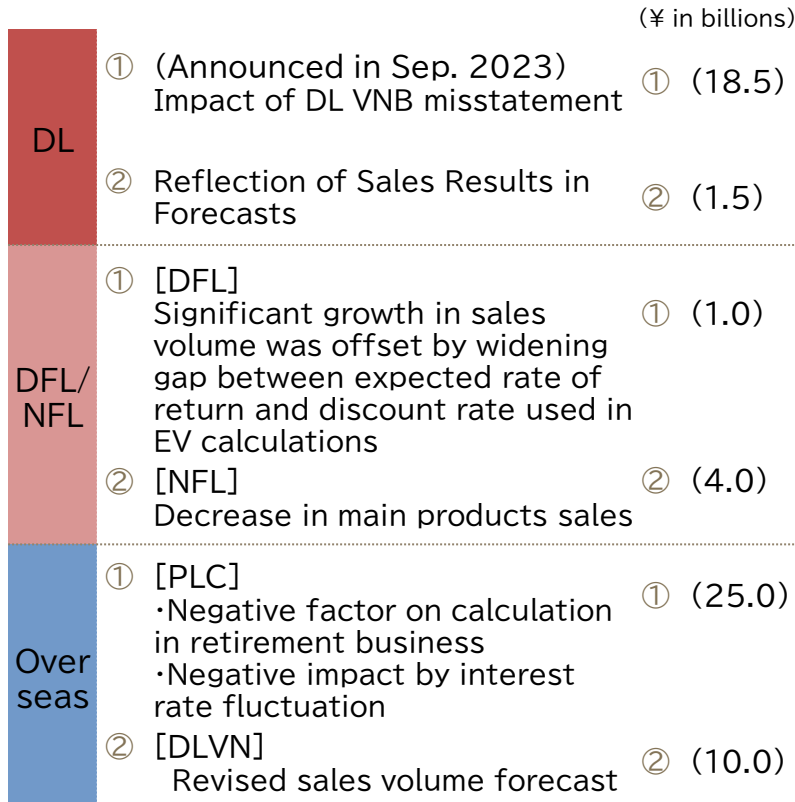 (¥ in billions)
DL
① (Announced in Sep. 2023)
Impact of DL VNB misstatement
① (18.5)
② Reflection of Sales Results in
Forecasts
② (1.5)
DFL/
NFL
① [DFL]
Significant growth in sales
volume was offset by widening
gap between expected rate of
return and discount rate used in
EV calculations
① (1.0)
② [NFL]
Decrease in main products sales
② (4.0)
Over
seas
① [PLC]
・Negative factor on calculation
in retirement business
・Negative impact by interest
rate fluctuation
① (25.0)
② [DLVN]
Revised sales volume forecast
② (10.0)